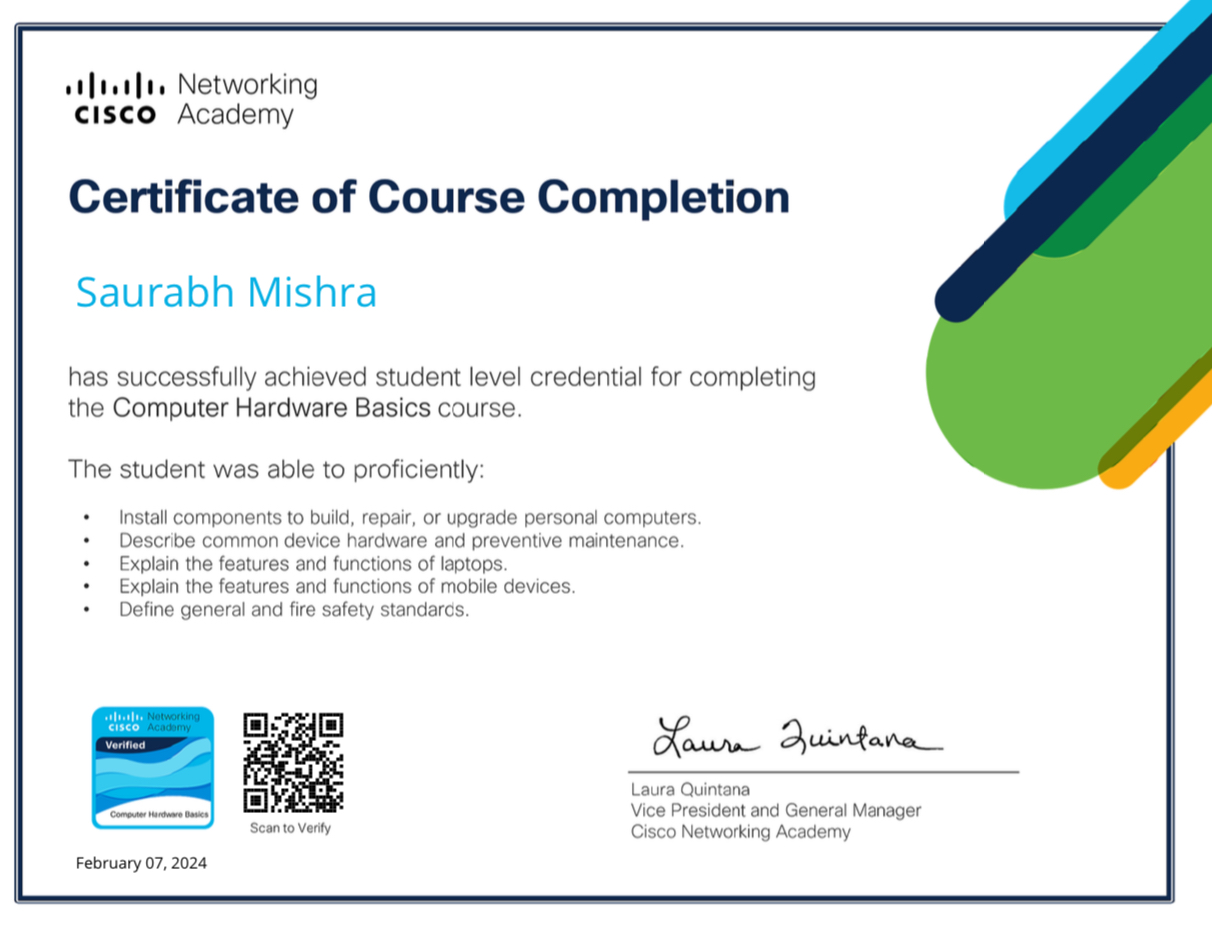 Networking
CISCO Academy
Certificate of Course Completion
Saurabh Mishra
has successfully achieved student level credential for completing
the Computer Hardware Basics course.
The student was able to proficiently:
• Install components to build, repair, or upgrade personal computers.
• Describe common device hardware and preventive maintenance.
• Explain the features and functions of laptops.
• Explain the features and functions of mobile devices.
• Define general and fire safety standards.
Networking
CISCO Academy
Verified
Computer Hardware Basics
Scan to Verify
February 07, 2024
Laura Quintana
Laura Quintana
Vice President and General Manager
Cisco Networking Academy